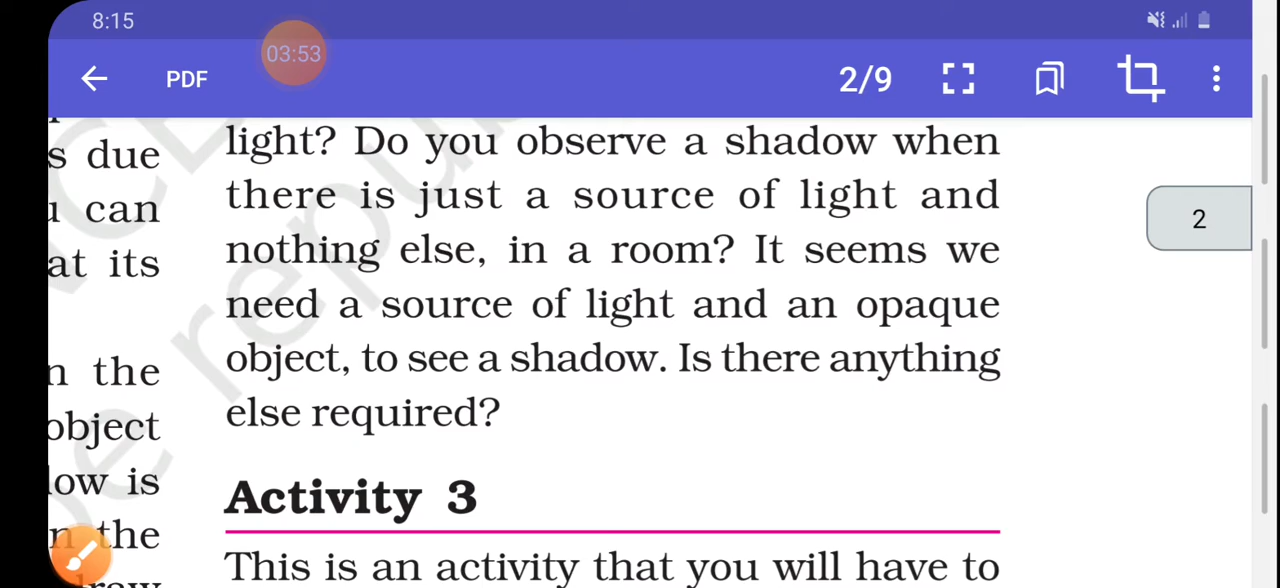 8:15
03:53
PDF
2/9
s due
can
at its
n the
object
low is
n the
light? Do you observe a shadow when
there is just a source of light and
nothing else, in a room? It seems we
need a source of light and an opaque
object, to see a shadow. Is there anything
else required?
Activity 3
This is an activity that you will have to
2